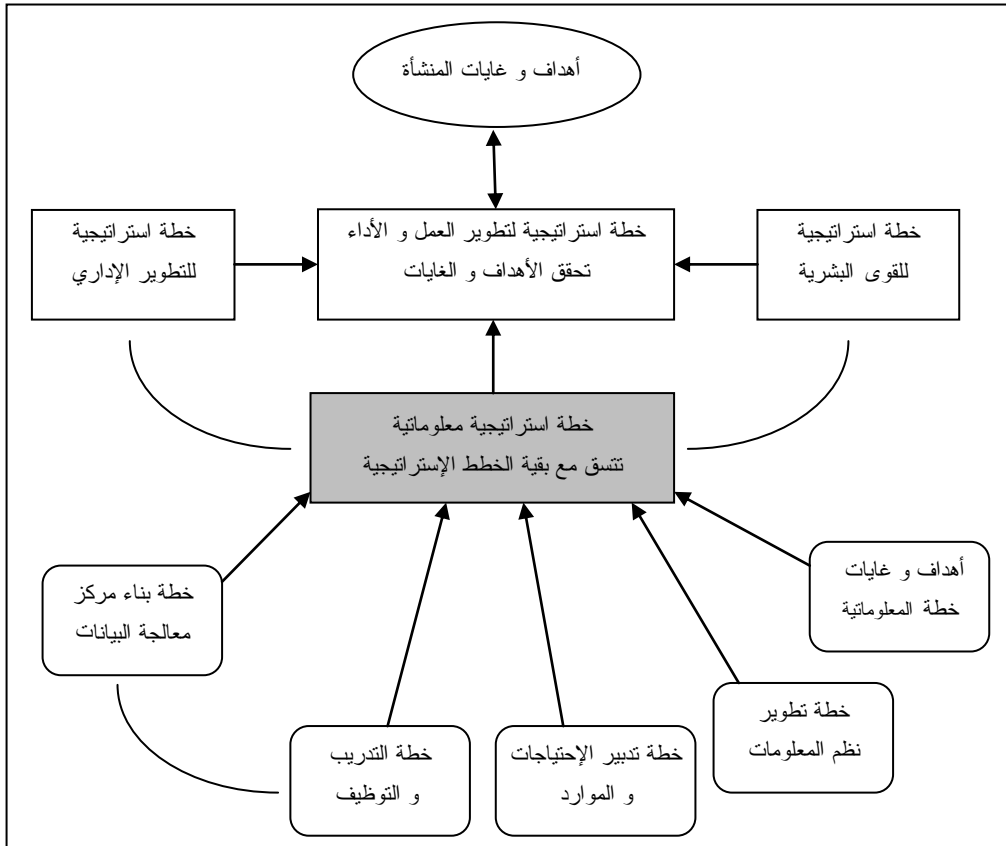 أهداف و غايات المنشأة
خطة استراتيجية
للقوى البشرية
خطة استراتيجية لتطوير العمل و الأداء
تحقق الأهداف و الغايات
خطة استراتيجية
للتطوير الإداري
خطة استراتيجية معلوماتية
تتسق مع بقية الخطط الإستراتيجية
أهداف و غايات
خطة المعلوماتية
خطة تطوير
نظم المعلومات
خطة تدبير الإحتياجات
و الموارد
خطة التدريب
و التوظيف
خطة بناء مركز
معالجة البيانات